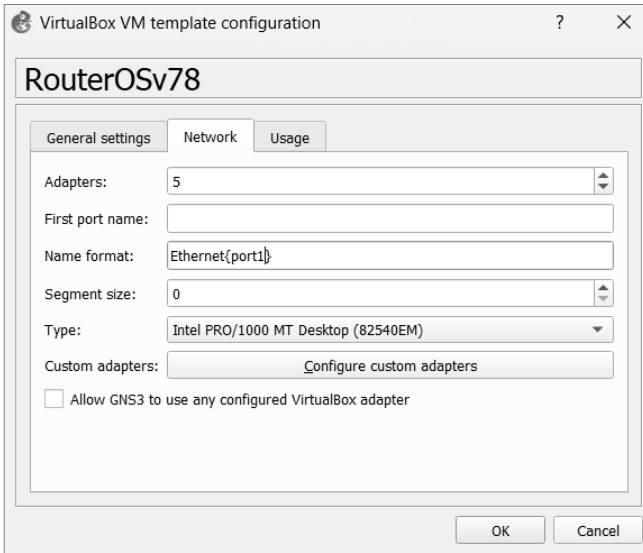 VirtualBox VM template configuration ? ×
RouterOSv78
General settings Network Usage
Adapters: 5
First port name:
Name format: Ethernet{port1}
Segment size: 0
Type: Intel PRO/1000 MT Desktop (82540EM)
Custom adapters: Configure custom adapters
Allow GNS3 to use any configured VirtualBox adapter
OK Cancel